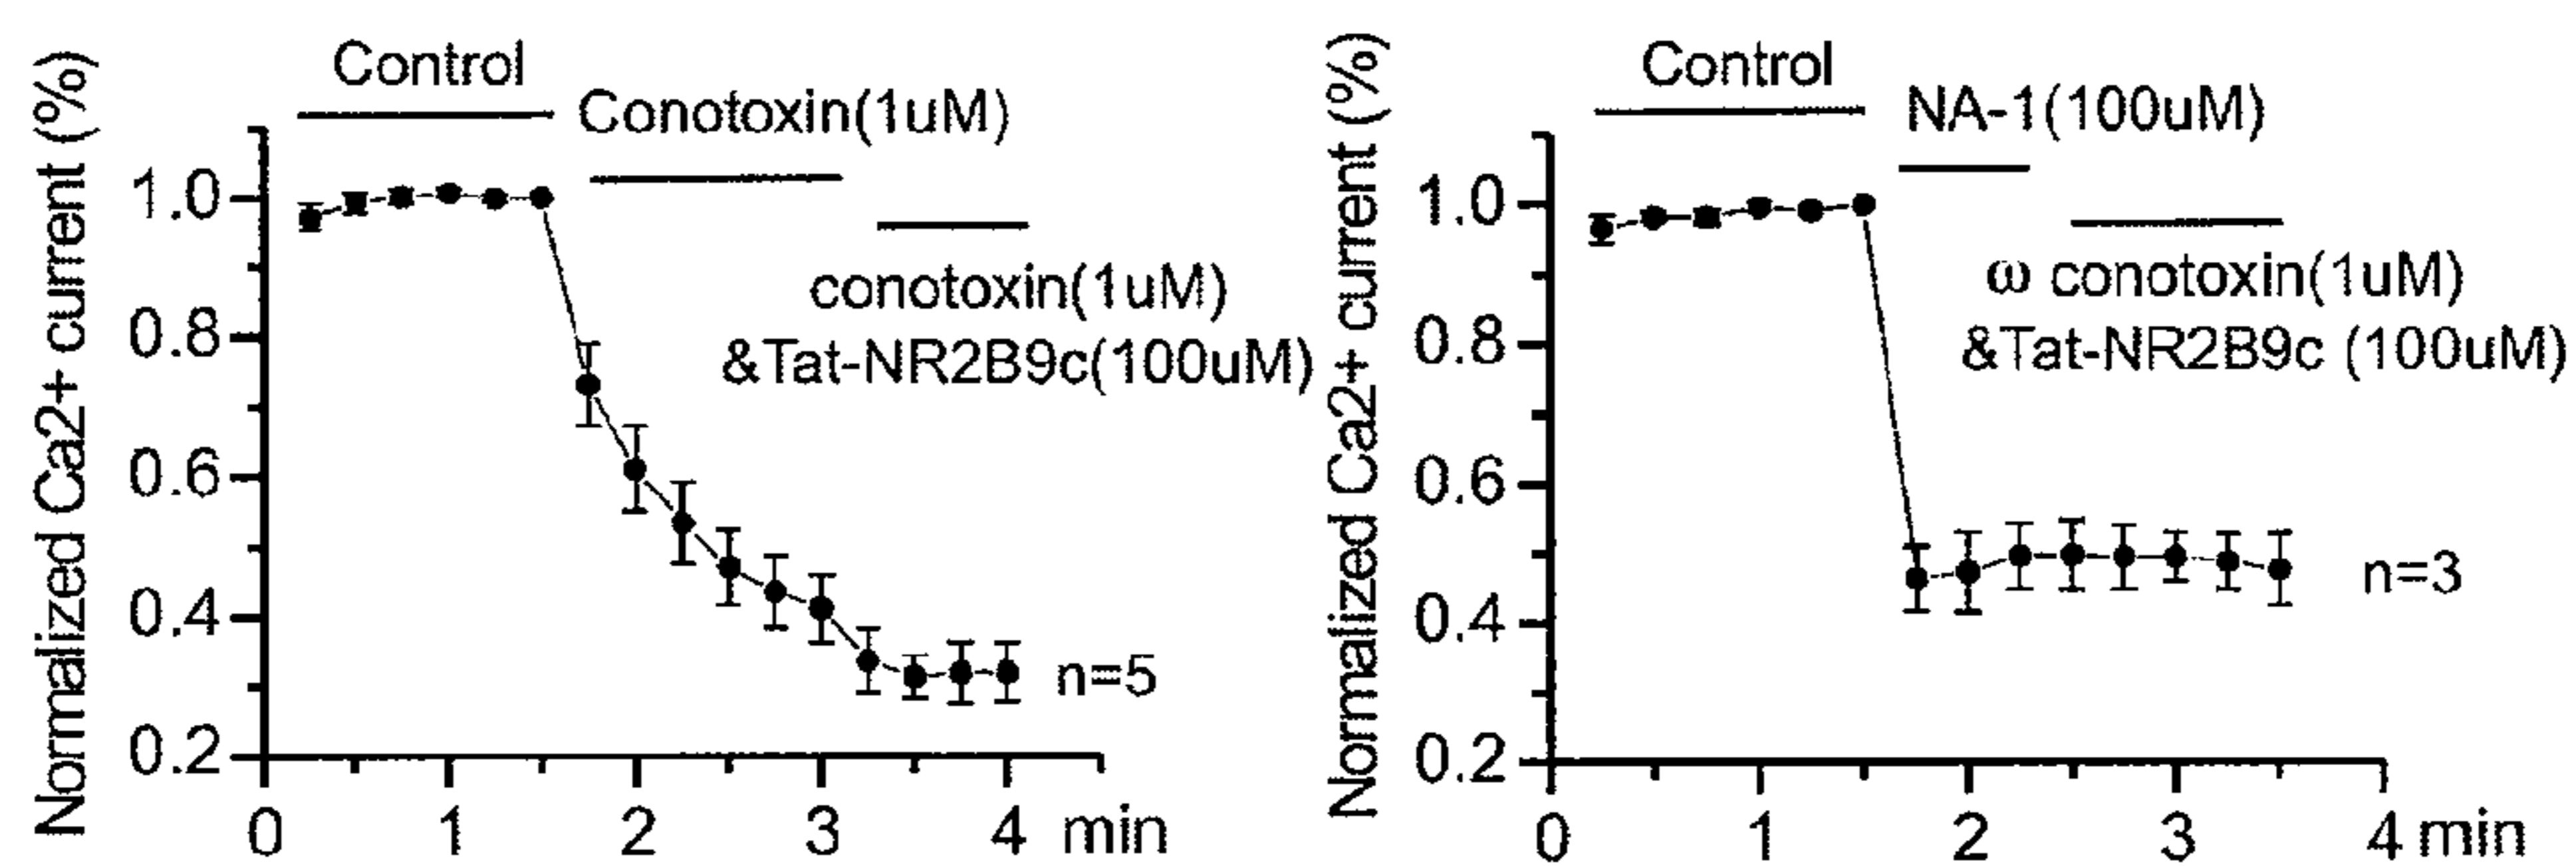 Normalized Ca2+ current (%)
Control
Conotoxin(1uM)
conotoxin(1uM)
&Tat-NR2B9c(100uM)
1.0
0.8
0.6
0.4
0.2
n=5
0 1 2 3 4 min
Normalized Ca2+ current (%)
Control
NA-1(100uM)
ω conotoxin(1uM)
&Tat-NR2B9c (100uM)
1.0
0.8
0.6
0.4
0.2
n=3
0 1 2 3 4 min